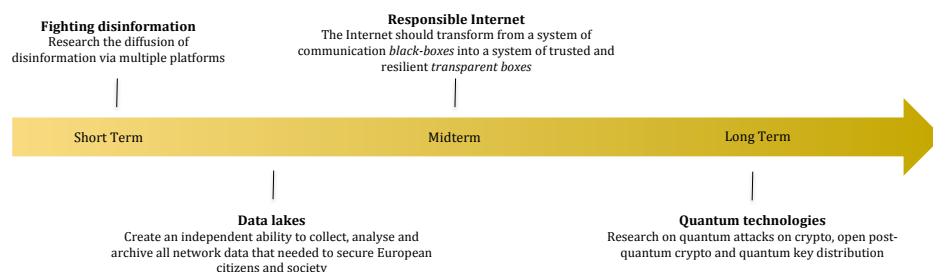 Fighting disinformation
Research the diffusion of
disinformation via multiple platforms
Responsible Internet
The Internet should transform from a system of
communication black-boxes into a system of trusted and
resilient transparent boxes
Short Term
Midterm
Long Term
Data lakes
Create an independent ability to collect, analyse and
archive all network data that needed to secure European
citizens and society
Quantum technologies
Research on quantum attacks on crypto, open post-
quantum crypto and quantum key distribution